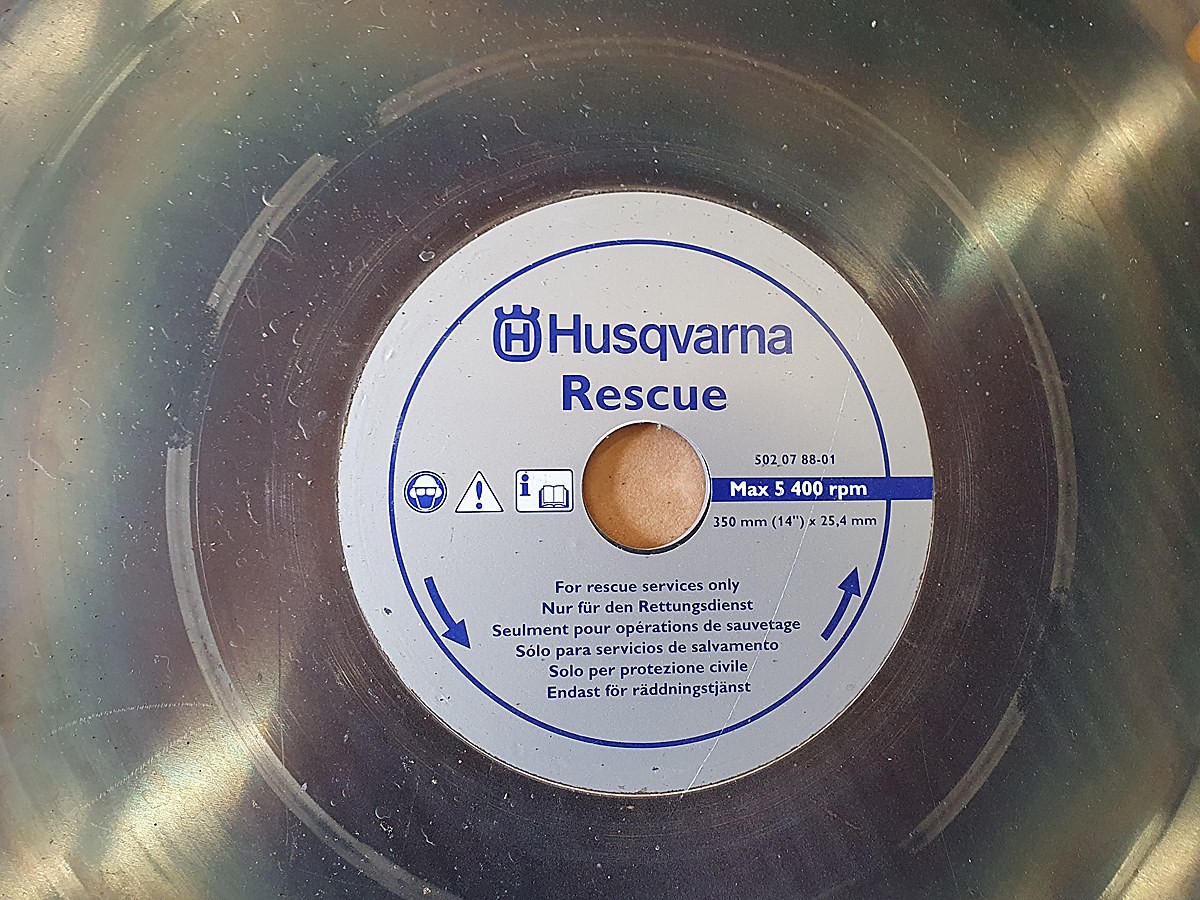 Husqvarna
Rescue
502 07 88-01
Max 5 400 rpm
350 mm (14") x 25,4 mm
For rescue services only
Nur für den Rettungsdienst
Seulment pour opérations de sauvetage
Sólo para servicios de salvamento
Solo per protezione civile
Endast för räddningstjänst